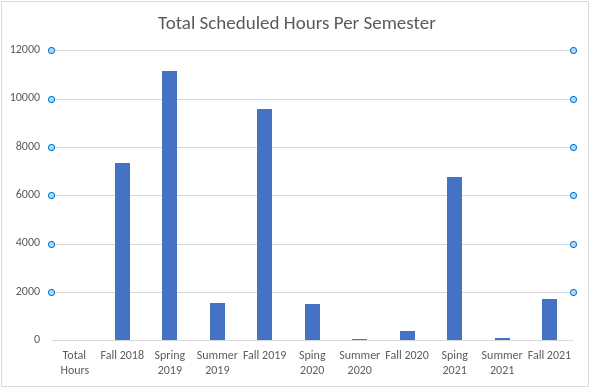 Total Scheduled Hours Per Semester
12000
10000
8000
6000
4000
2000
0
Total Hours
Fall 2018
Spring 2019
Summer 2019
Fall 2019
Sping 2020
Summer 2020
Fall 2020
Sping 2021
Summer 2021
Fall 2021